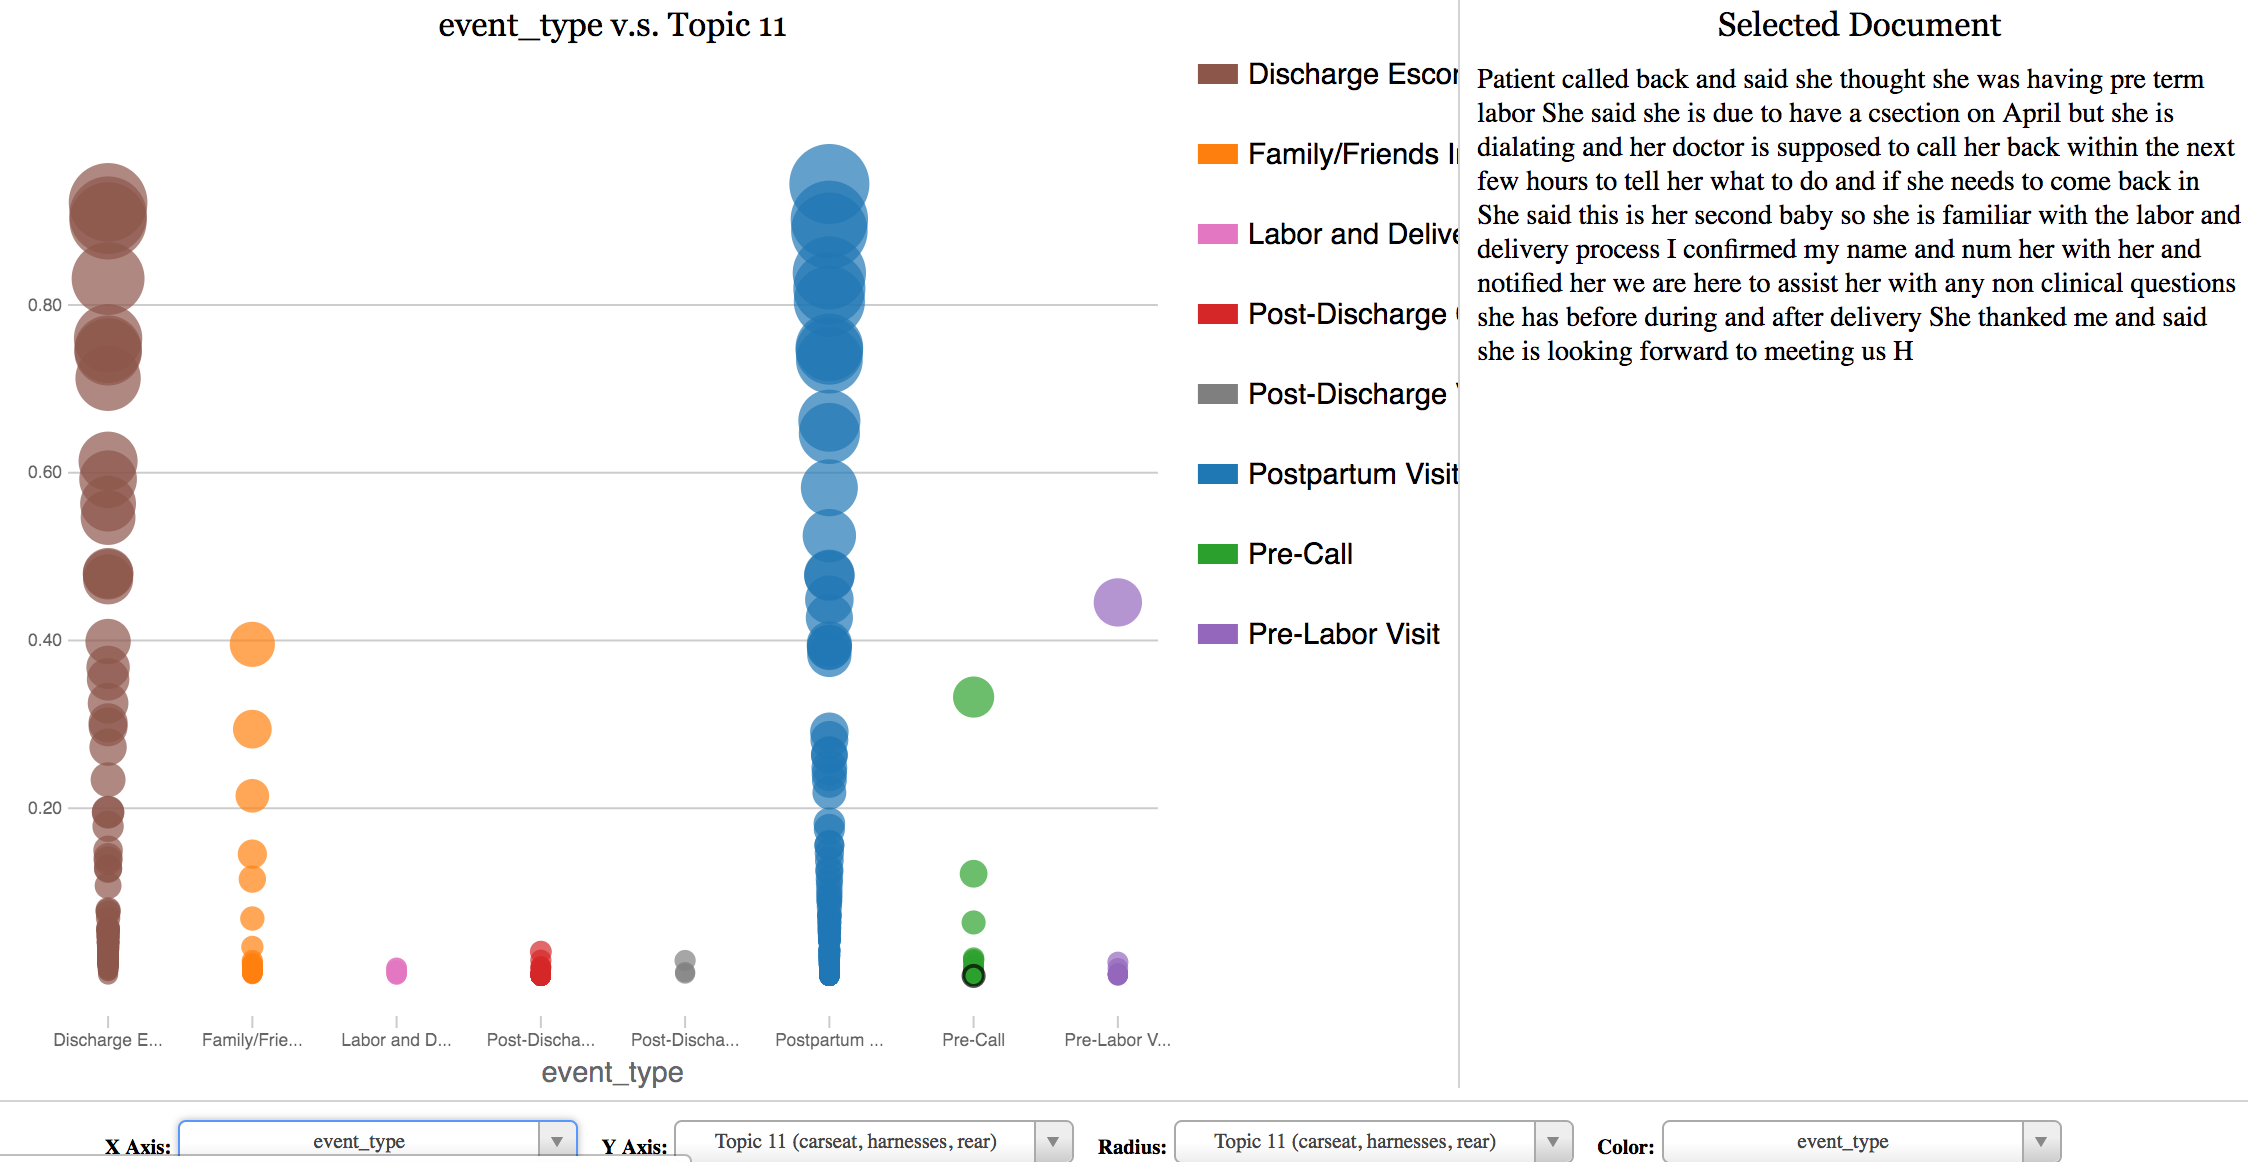 event_type v.s. Topic 11
0.80
0.60
0.40
0.20
Discharge E...
Family/Frie...
Labor and D...
Post-Discha...
Post-Discha...
Postpartum ...
Pre-Call
Pre-Labor V...
event_type
Discharge Escor
Family/Friends I
Labor and Delive
Post-Discharge
Post-Discharge
Postpartum Visit
Pre-Call
Pre-Labor Visit
Selected Document
Patient called back and said she thought she was having pre term
labor She said she is due to have a csection on April but she is
dialating and her doctor is supposed to call her back within the next
few hours to tell her what to do and if she needs to come back in
She said this is her second baby so she is familiar with the labor and
delivery process I confirmed my name and num her with her and
notified her we are here to assist her with any non clinical questions
she has before during and after delivery She thanked me and said
she is looking forward to meeting us H
X Axis: event_type
Y Axis: Topic 11 (carseat, harnesses, rear)
Radius: Topic 11 (carseat, harnesses, rear)
Color: event_type